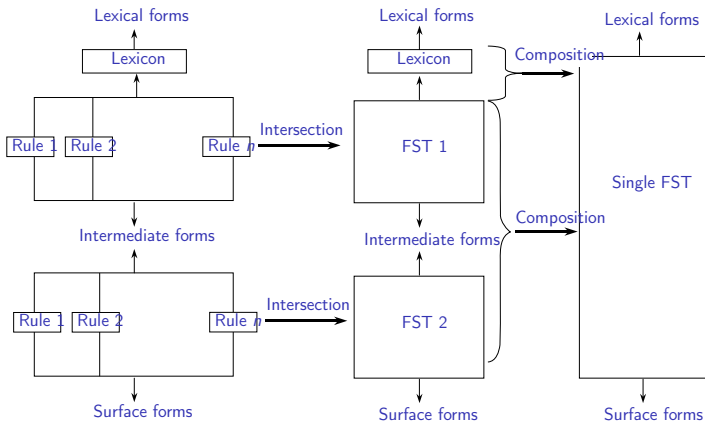 Lexical forms
Lexicon
Rule 1
Rule 2
Rule n
Intermediate forms
Rule 1
Rule 2
Rule n
Surface forms
Intersection
Intersection
Lexical forms
Lexicon
FST 1
Intermediate forms
FST 2
Surface forms
Composition
Composition
Lexical forms
Single FST
Surface forms